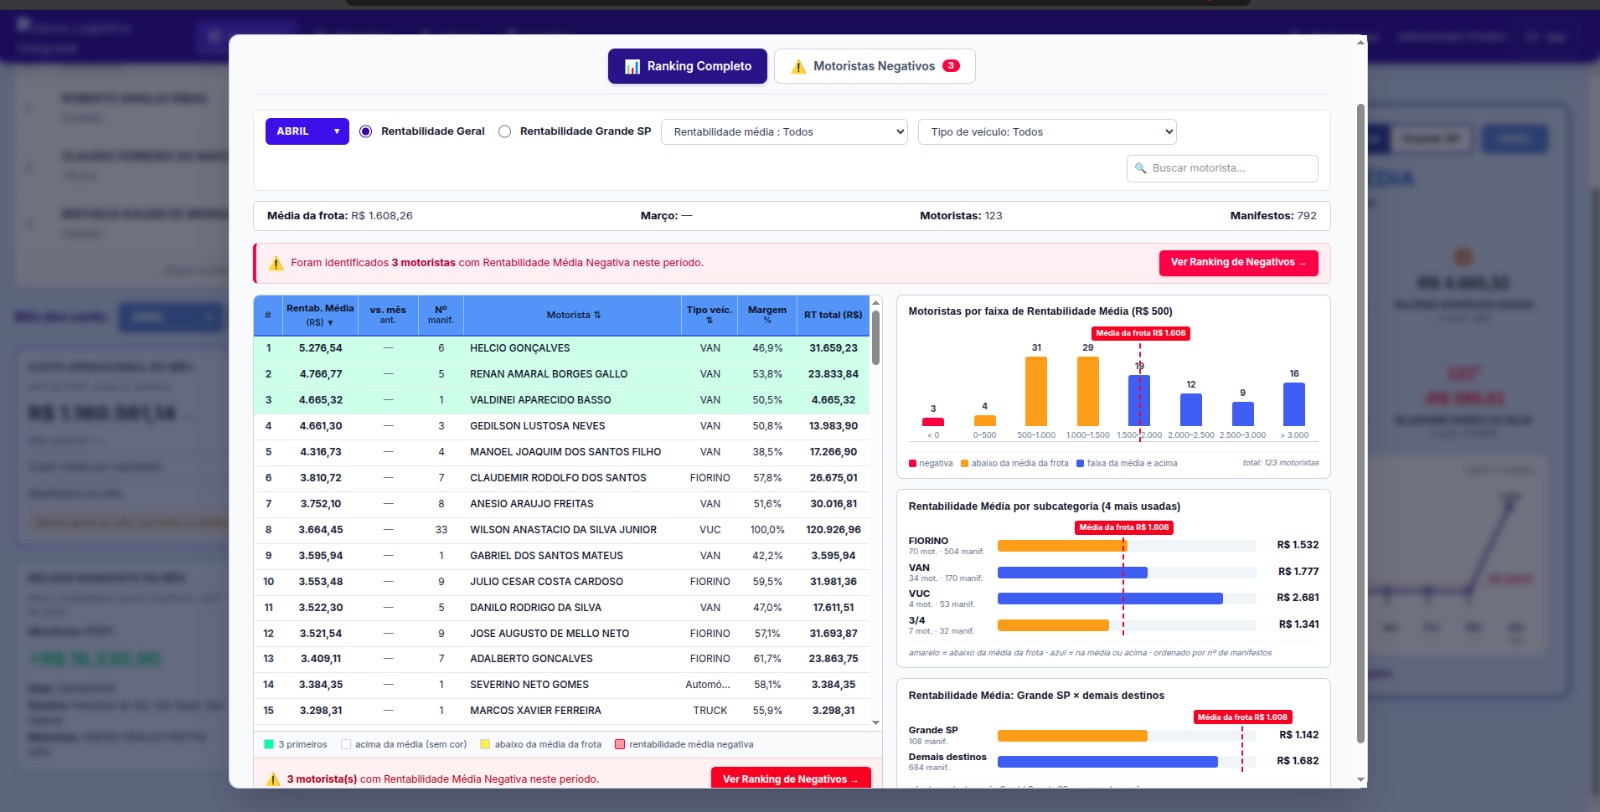 📊 Ranking Completo
⚠️ Motoristas Negativos 3
ABRIL ▼
Rentabilidade Geral
Rentabilidade Grande SP
Rentabilidade média : Todos
Tipo de veículo: Todos
🔍 Buscar motorista...
Média da frota: R$ 1.608,26
Março: —
Motoristas: 123
Manifestos: 792
⚠️ Foram identificados 3 motoristas com Rentabilidade Média Negativa neste período.
Ver Ranking de Negativos →
# Rentab. Média (R$) ▼ vs. mês ant. Nº manif. Motorista ⇅ Tipo veíc. ⇅ Margem % RT total (R$)
1 5.276,54 — 6 HELCIO GONÇALVES VAN 46,9% 31.659,23
2 4.766,77 — 5 RENAN AMARAL BORGES GALLO VAN 53,8% 23.833,84
3 4.665,32 — 1 VALDINEI APARECIDO BASSO VAN 50,5% 4.665,32
4 4.661,30 — 3 GEDILSON LUSTOSA NEVES VAN 50,8% 13.983,90
5 4.316,73 — 4 MANOEL JOAQUIM DOS SANTOS FILHO VAN 38,5% 17.266,90
6 3.810,72 — 7 CLAUDEMIR RODOLFO DOS SANTOS FIORINO 57,8% 26.675,01
7 3.752,10 — 8 ANESIO ARAUJO FREITAS VAN 51,6% 30.016,81
8 3.664,45 — 33 WILSON ANASTACIO DA SILVA JUNIOR VUC 100,0% 120.926,96
9 3.595,94 — 1 GABRIEL DOS SANTOS MATEUS VAN 42,2% 3.595,94
10 3.553,48 — 9 JULIO CESAR COSTA CARDOSO FIORINO 59,5% 31.981,36
11 3.522,30 — 5 DANILO RODRIGO DA SILVA VAN 47,0% 17.611,51
12 3.521,54 — 9 JOSE AUGUSTO DE MELLO NETO FIORINO 57,1% 31.693,87
13 3.409,11 — 7 ADALBERTO GONCALVES FIORINO 61,7% 23.863,75
14 3.384,35 — 1 SEVERINO NETO GOMES Automó... 58,1% 3.384,35
15 3.298,31 — 1 MARCOS XAVIER FERREIRA TRUCK 55,9% 3.298,31
3 primeiros
acima da média (sem cor)
abaixo da média da frota
rentabilidade média negativa
⚠️ 3 motorista(s) com Rentabilidade Média Negativa neste período.
Ver Ranking de Negativos →
Motoristas por faixa de Rentabilidade Média (R$ 500)
Média da frota R$ 1.608
3 4 31 29 19 12 9 16
< 0 0–500 500–1.000 1.000–1.500 1.500–2.000 2.000–2.500 2.500–3.000 > 3.000
negativa abaixo da média da frota faixa da média e acima total: 123 motoristas
Rentabilidade Média por subcategoria (4 mais usadas)
Média da frota R$ 1.608
FIORINO
70 mot. · 504 manif.
R$ 1.532
VAN
34 mot. · 170 manif.
R$ 1.777
VUC
4 mot. · 53 manif.
R$ 2.681
3/4
7 mot. · 32 manif.
R$ 1.341
amarelo = abaixo da média da frota · azul = na média ou acima · ordenado por nº de manifestos
Rentabilidade Média: Grande SP × demais destinos
Média da frota R$ 1.608
Grande SP
108 manif.
R$ 1.142
Demais destinos
684 manif.
R$ 1.682